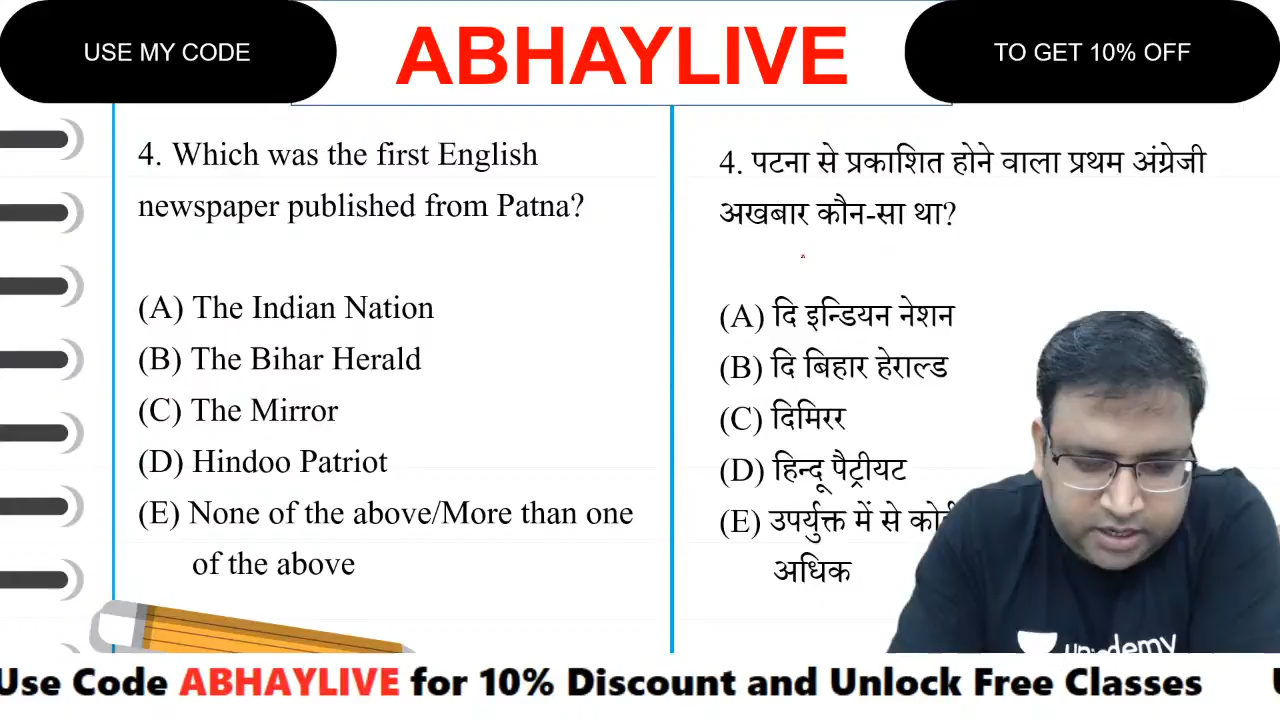 USE MY CODE
ABHAYLIVE
TO GET 10% OFF
4. Which was the first English
newspaper published from Patna?
(A) The Indian Nation
(B) The Bihar Herald
(C) The Mirror
(D) Hindoo Patriot
(E) None of the above/More than one
of the above
4. पटना से प्रकाशित होने वाला प्रथम अंग्रेजी
अखबार कौन-सा था?
(A) दि इन्डियन नेशन
(B) दि बिहार हेराल्ड
(C) दिमिरर
(D) हिन्दू पैट्रीयट
(E) उपर्युक्त में से
अधिक
Use Code ABHAYLIVE for 10% Discount and Unlock Free Classes